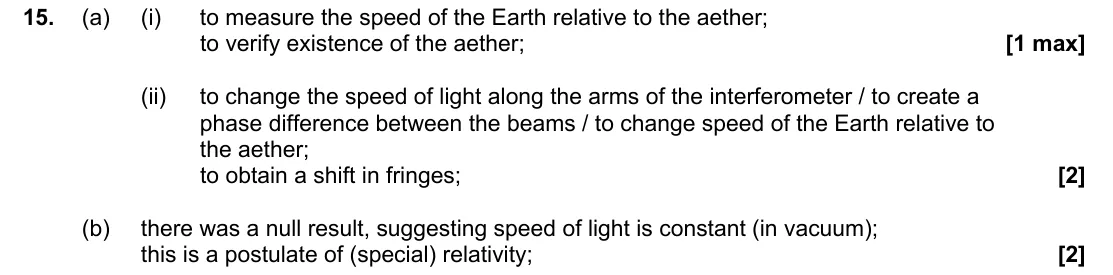 15. (a) (i) to measure the speed of the Earth relative to the aether;
to verify existence of the aether; [1 max]
(ii) to change the speed of light along the arms of the interferometer / to create a
phase difference between the beams / to change speed of the Earth relative to
the aether;
to obtain a shift in fringes; [2]
(b) there was a null result, suggesting speed of light is constant (in vacuum);
this is a postulate of (special) relativity; [2]